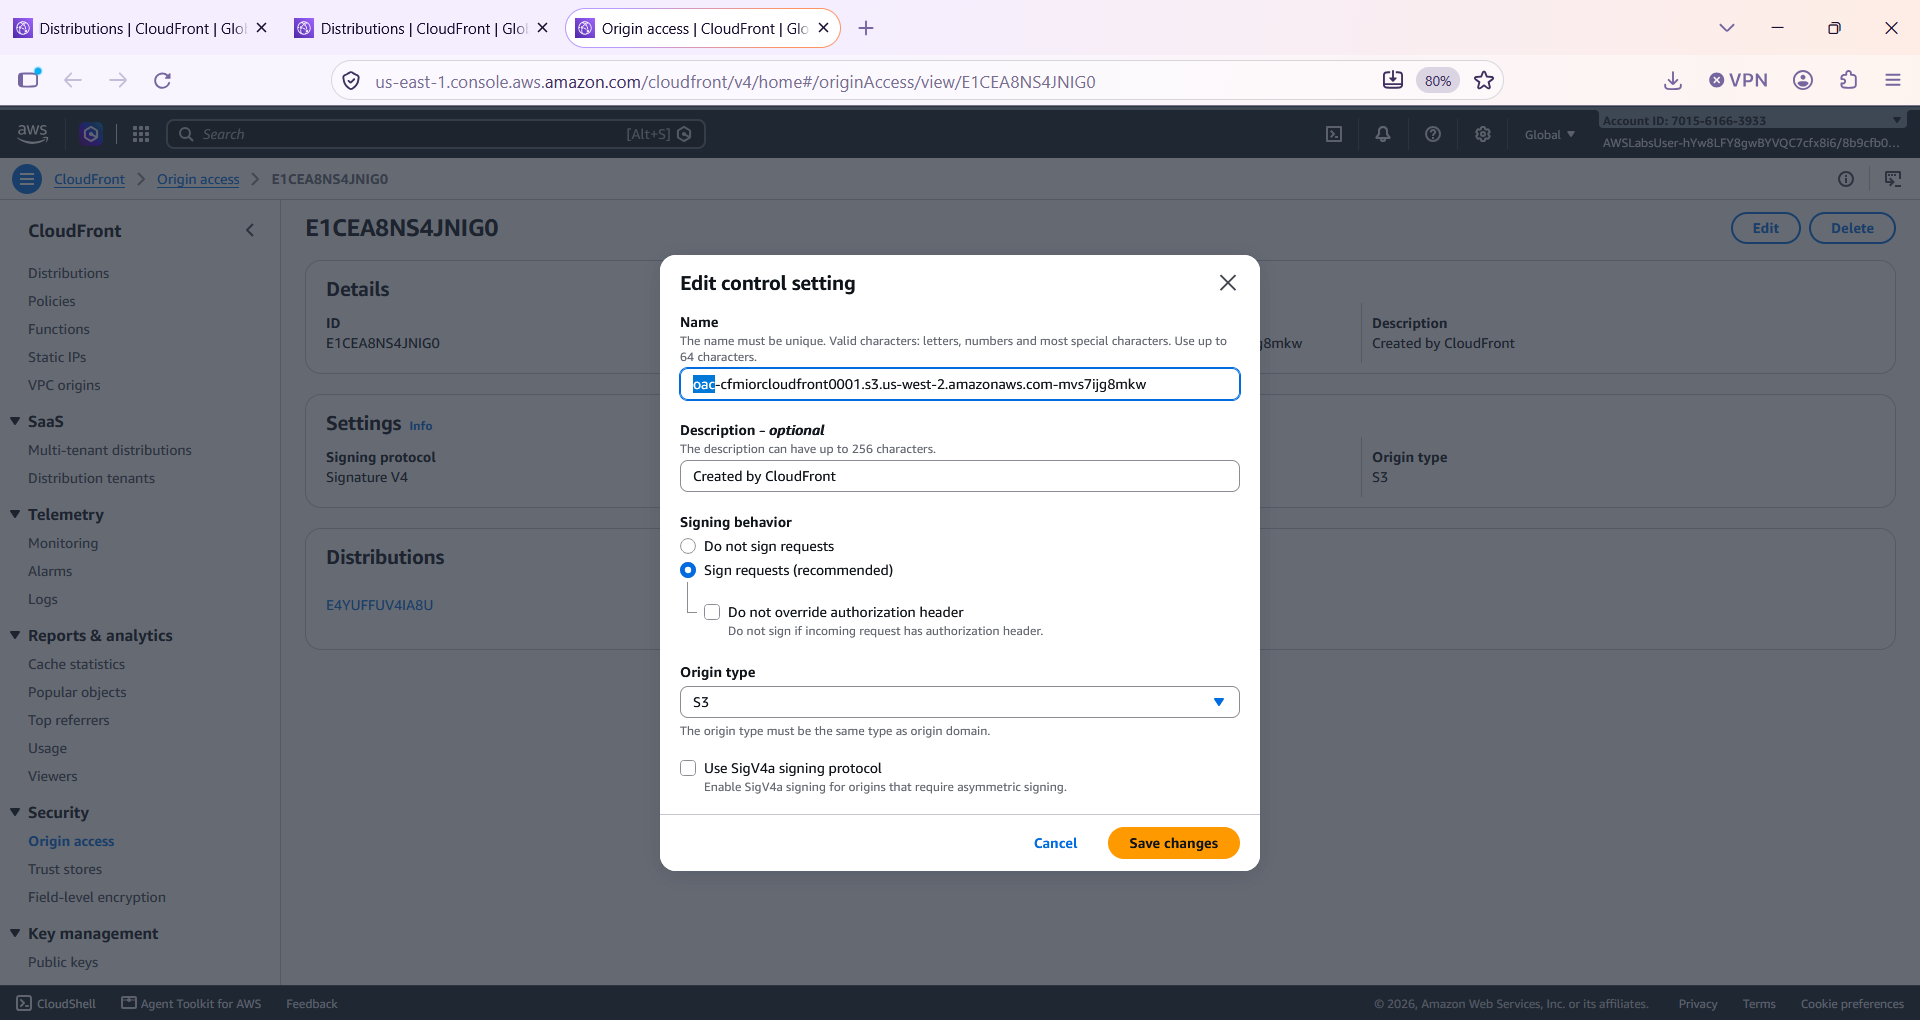 Distributions | CloudFront | Glo
Distributions | CloudFront | Glo
Origin access | CloudFront | Glo
us-east-1.console.aws.amazon.com/cloudfront/v4/home#/originAccess/view/E1CEA8NS4JNIG0
80%
VPN
aws
Search
[Alt+S]
Global
Account ID: 7015-6166-3933
AWSLabsUser-hYw8LFY8gwBYVQC7cfx8i6/8b9cfb0...
CloudFront
Origin access
E1CEA8NS4JNIG0
CloudFront
Distributions
Policies
Functions
Static IPs
VPC origins
SaaS
Multi-tenant distributions
Distribution tenants
Telemetry
Monitoring
Alarms
Logs
Reports & analytics
Cache statistics
Popular objects
Top referrers
Usage
Viewers
Security
Origin access
Trust stores
Field-level encryption
Key management
Public keys
E1CEA8NS4JNIG0
Edit
Delete
Details
ID
E1CEA8NS4JNIG0
j8mkw
Description
Created by CloudFront
Settings Info
Signing protocol
Signature V4
Origin type
S3
Distributions
E4YUFFUV4IA8U
Edit control setting
Name
The name must be unique. Valid characters: letters, numbers and most special characters. Use up to
64 characters.
oac-cfmiorcloudfront0001.s3.us-west-2.amazonaws.com-mvs7ijg8mkw
Description - optional
The description can have up to 256 characters.
Created by CloudFront
Signing behavior
Do not sign requests
Sign requests (recommended)
Do not override authorization header
Do not sign if incoming request has authorization header.
Origin type
S3
The origin type must be the same type as origin domain.
Use SigV4a signing protocol
Enable SigV4a signing for origins that require asymmetric signing.
Cancel
Save changes
CloudShell
Agent Toolkit for AWS
Feedback
© 2026, Amazon Web Services, Inc. or its affiliates.
Privacy
Terms
Cookie preferences